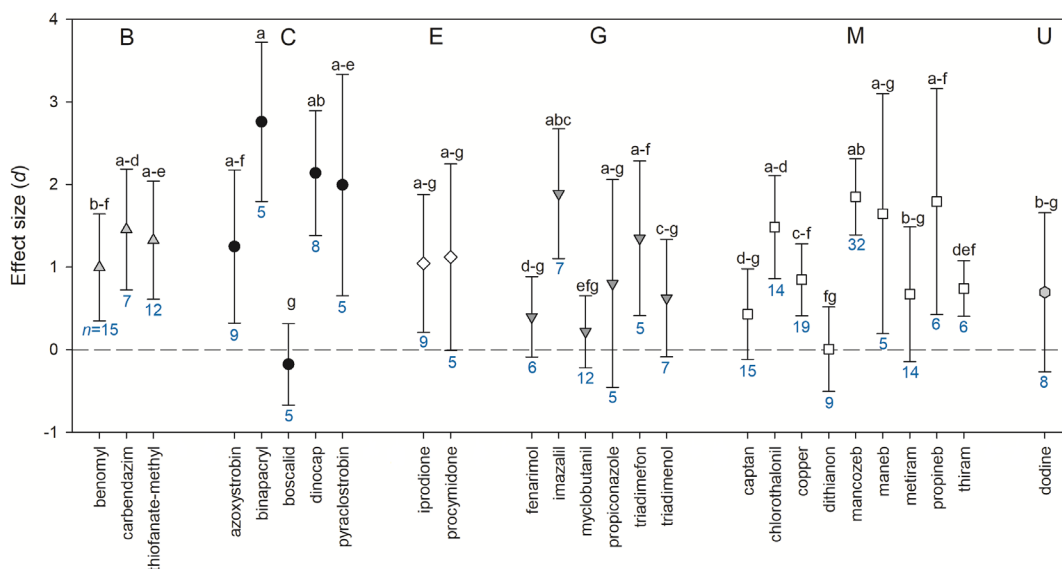 4
3
2
1
0
-1
Effect size (d)
B
C
E
G
M
U
b-f
a-d
a-e
a-f
a
g
ab
a-e
a-g
a-g
d-g
abc
efg
a-g
a-f
c-g
d-g
a-d
c-f
fg
ab
a-g
b-g
a-f
def
b-g
n=15
7
12
9
5
5
8
5
9
5
6
7
12
5
5
7
15
14
19
9
32
5
14
6
6
8
benomyl
carbendazim
thiofanate-methyl
azoxystrobin
binapacryl
boscalid
dinocap
pyraclostrobin
iprodione
procymidone
fenarimol
imazalil
myclobutanil
propiconazole
triadimefon
triadimenol
captan
chlorothalonil
copper
dithianon
mancozeb
maneb
metiram
propineb
thiram
dodine